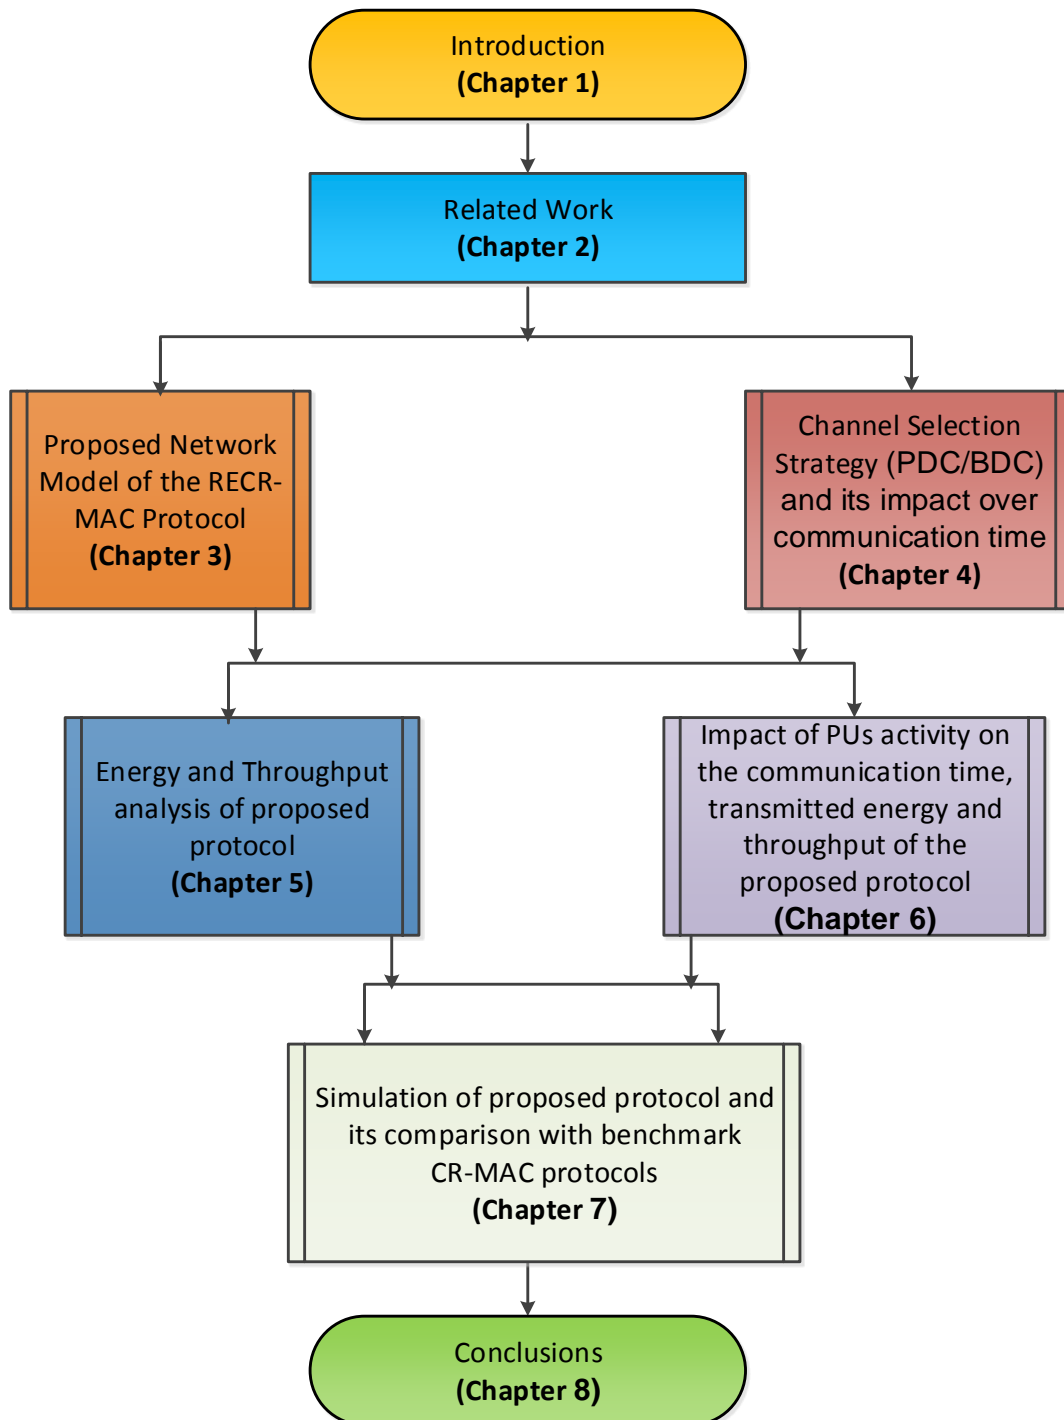 Introduction
(Chapter 1)
Related Work
(Chapter 2)
Proposed Network
Model of the RECR-
MAC Protocol
(Chapter 3)
Channel Selection
Strategy (PDC/BDC)
and its impact over
communication time
(Chapter 4)
Energy and Throughput
analysis of proposed
protocol
(Chapter 5)
Impact of PUs activity on
the communication time,
transmitted energy and
throughput of the
proposed protocol
(Chapter 6)
Simulation of proposed protocol and
its comparison with benchmark
CR-MAC protocols
(Chapter 7)
Conclusions
(Chapter 8)